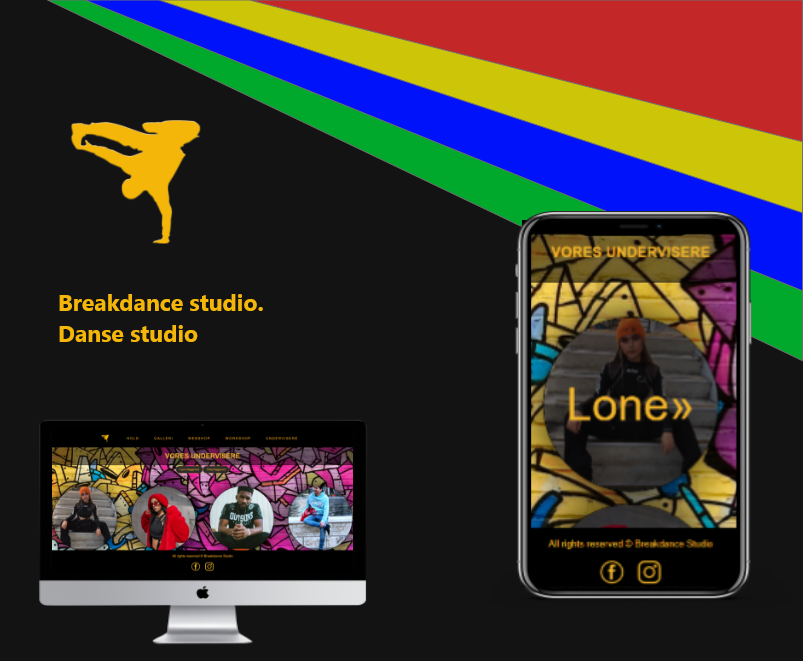 Breakdance studio.
Danse studio
VORES UNDERVISERE
Lone»
All rights reserved © Breakdance Studio
HOLD GALLERI WEBSHOP WORKSHOP UNDERVISERE
VORES UNDERVISERE
All rights reserved © Breakdance Studio